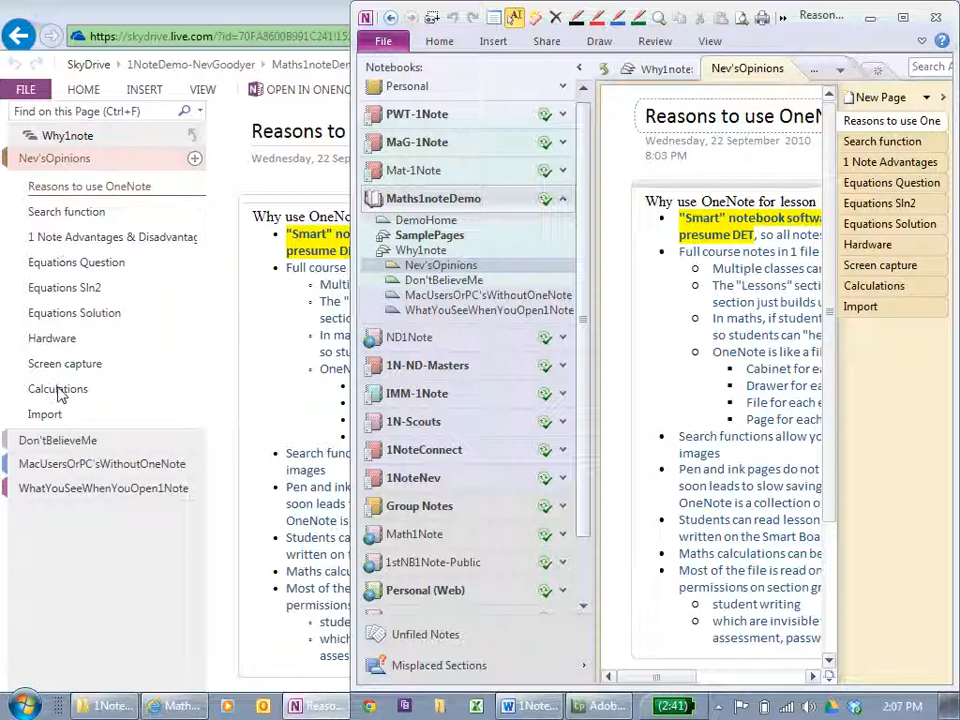 https://skydrive.live.com/?id=70FA8600B991C241!15
SkyDrive › 1NoteDemo-NevGoodyer › Maths1noteDem
FILE HOME INSERT VIEW OPEN IN ONENO
Find on this Page (Ctrl+F)
Why1note
Nev'sOpinions
Reasons to use OneNote
Search function
1 Note Advantages & Disadvantag
Equations Question
Equations Sln2
Equations Solution
Hardware
Screen capture
Calculations
Import
Don'tBelieveMe
MacUsersOrPC'sWithoutOneNote
WhatYouSeeWhenYouOpen1Note
Reasons to
Wednesday, 22 Sep
Why use OneNo
"Smart" no
presume DE
Full course
Multi
The "
sectio
In ma
so stu
OneN
Search func
images
Pen and ink
soon leads t
OneNote is
Students ca
written on t
Maths calcu
Most of the
permissions
stude
which
asses
Reason...
File Home Insert Share Draw Review View
Notebooks:
Personal
PWT-1Note
MaG-1Note
Mat-1Note
Maths1noteDemo
DemoHome
SamplePages
Why1note
Nev'sOpinions
Don'tBelieveMe
MacUsersOrPC'sWithoutOneNote
WhatYouSeeWhenYouOpen1Note
ND1Note
1N-ND-Masters
IMM-1Note
1N-Scouts
1NoteConnect
1NoteNev
Group Notes
Math1Note
1stNB1Note-Public
Personal (Web)
Unfiled Notes
Misplaced Sections
Why1note: Nev'sOpinions ... Search A
Reasons to use OneN
Wednesday, 22 September 2010
8:03 PM
Why use OneNote for lesson
"Smart" notebook softwa
presume DET, so all notes
Full course notes in 1 file
Multiple classes ca
The "Lessons" secti
section just builds u
In maths, if student
so students can "he
OneNote is like a fil
Cabinet for ea
Drawer for ea
File for each
Page for each
Search functions allow yo
images
Pen and ink pages do not
soon leads to slow saving
OneNote is a collection o
Students can read lesson
written on the Smart Boa
Maths calculations can be
Most of the file is read on
permissions on section gr
student writing
which are invisible
assessment, passw
New Page
Reasons to use One
Search function
1 Note Advantages
Equations Question
Equations Sln2
Equations Solution
Hardware
Screen capture
Calculations
Import
1Note... Math... Reaso... 1Note... Adob... (2:41) 2:07 PM